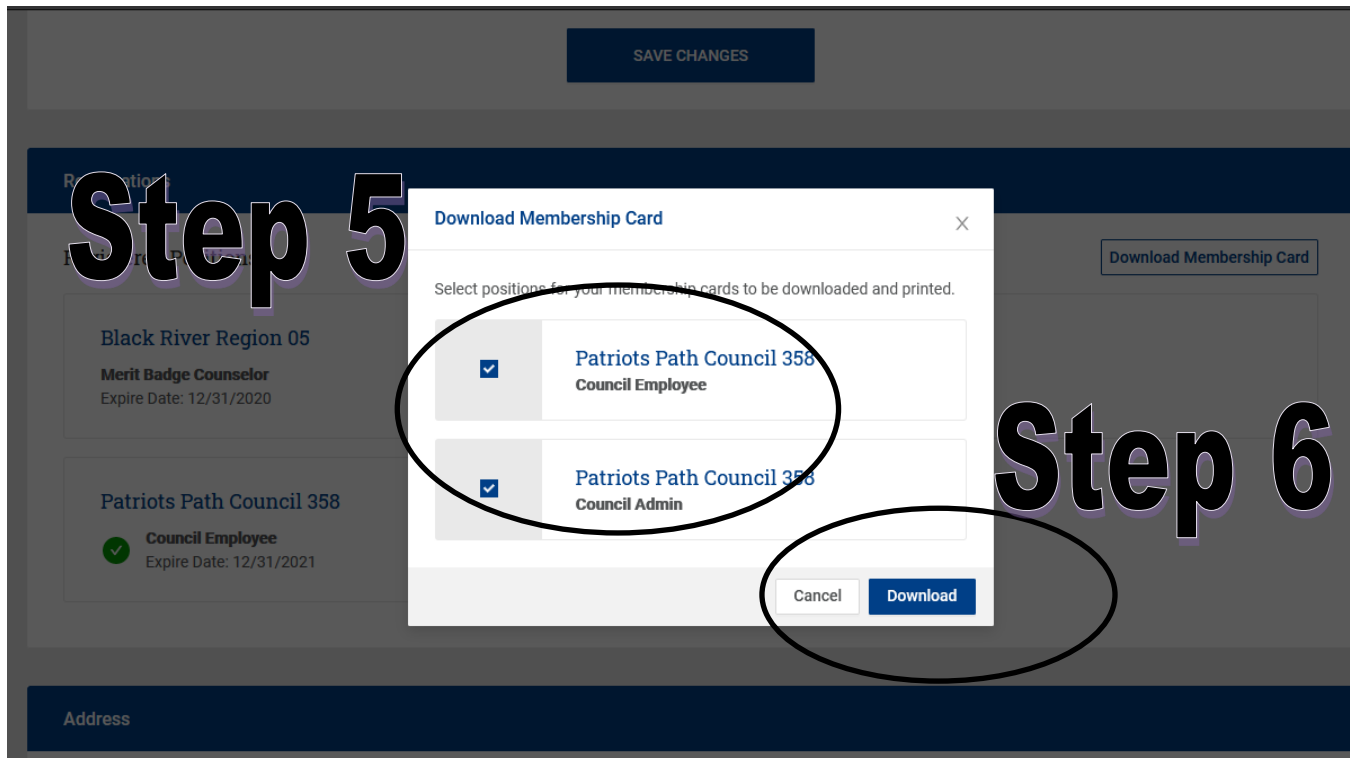 SAVE CHANGES
Step 5
Download Membership Card
X
Download Membership Card
Select positions for your membership cards to be downloaded and printed.
Black River Region 05
Merit Badge Counselor
Expire Date: 12/31/2020
Patriots Path Council 358
Council Employee
Patriots Path Council 358
Council Admin
Step 6
Patriots Path Council 358
Council Employee
Expire Date: 12/31/2021
Cancel
Download
Address